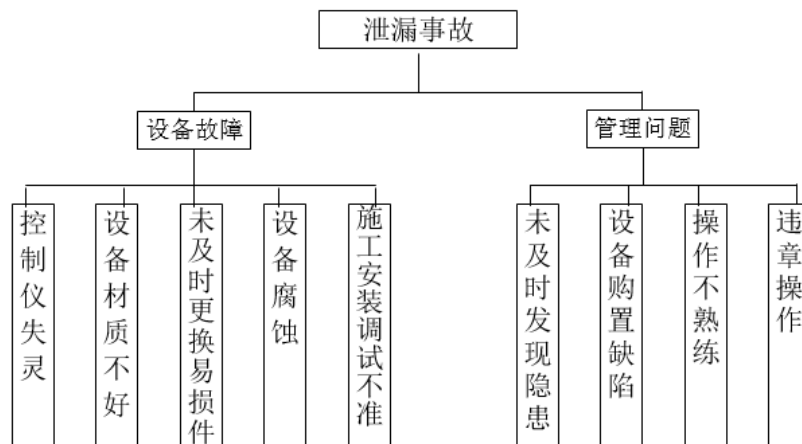 泄漏事故
设备故障
管理问题
控制仪失灵
设备材质不好
未及时更换易损件
设备腐蚀
施工安装调试不准
未及时发现隐患
设备购置缺陷
操作不熟练
违章操作